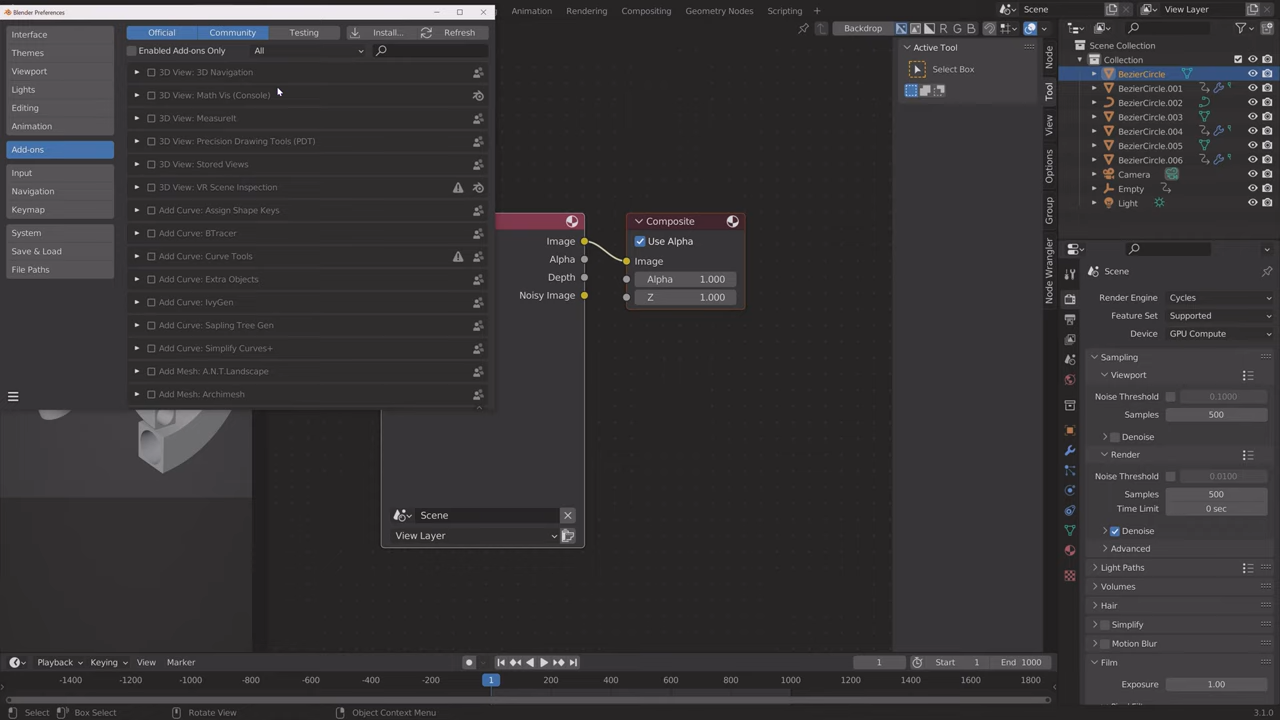 Blender Preferences
Interface
Themes
Viewport
Lights
Editing
Animation
Add-ons
Input
Navigation
Keymap
System
Save & Load
File Paths
Official
Community
Testing
Install...
Refresh
Enabled Add-ons Only
All
3D View: 3D Navigation
3D View: Math Vis (Console)
3D View: MeasureIt
3D View: Precision Drawing Tools (PDT)
3D View: Stored Views
3D View: VR Scene Inspection
Add Curve: Assign Shape Keys
Add Curve: BTracer
Add Curve: Curve Tools
Add Curve: Extra Objects
Add Curve: IvyGen
Add Curve: Sapling Tree Gen
Add Curve: Simplify Curves+
Add Mesh: A.N.T.Landscape
Add Mesh: Archimesh
Animation
Rendering
Compositing
Geometry Nodes
Scripting
Scene
View Layer
Backdrop
R G B
Image
Alpha
Depth
Noisy Image
Scene
View Layer
Composite
Use Alpha
Image
Alpha 1.000
Z 1.000
Active Tool
Select Box
Node
Tool
View
Options
Group
Node Wrangler
Scene Collection
Collection
BezierCircle
BezierCircle.001
BezierCircle.002
BezierCircle.003
BezierCircle.004
BezierCircle.005
BezierCircle.006
Camera
Empty
Light
Scene
Render Engine Cycles
Feature Set Supported
Device GPU Compute
Sampling
Viewport
Noise Threshold 0.1000
Samples 500
Denoise
Render
Noise Threshold 0.0100
Samples 500
Time Limit 0 sec
Denoise
Advanced
Light Paths
Volumes
Hair
Simplify
Motion Blur
Film
Exposure 1.00
Playback
Keying
View
Marker
1
Start 1
End 1000
-1400 -1200 -1000 -800 -600 -400 -200 1 200 400 600 800 1000 1200 1400 1600 1800
Select
Box Select
Rotate View
Object Context Menu
3.1.0